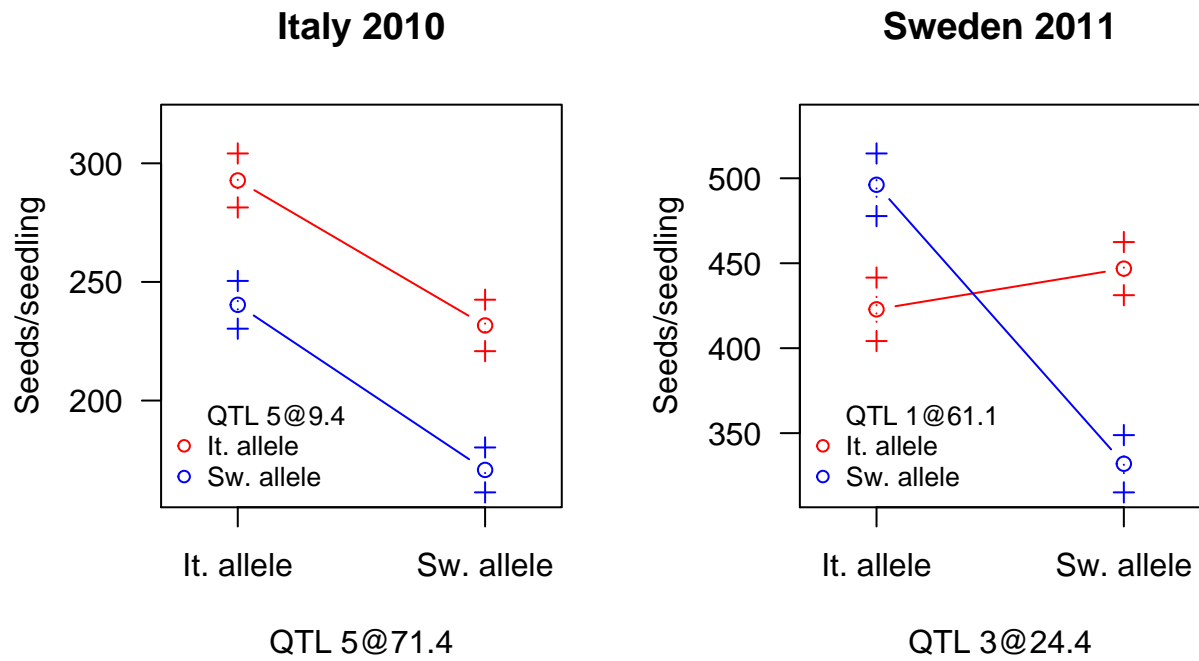 Italy 2010
Seeds/seedling
300
250
200
QTL 5@9.4
It. allele
Sw. allele
It. allele
Sw. allele
QTL 5@71.4
Sweden 2011
Seeds/seedling
500
450
400
350
QTL 1@61.1
It. allele
Sw. allele
It. allele
Sw. allele
QTL 3@24.4